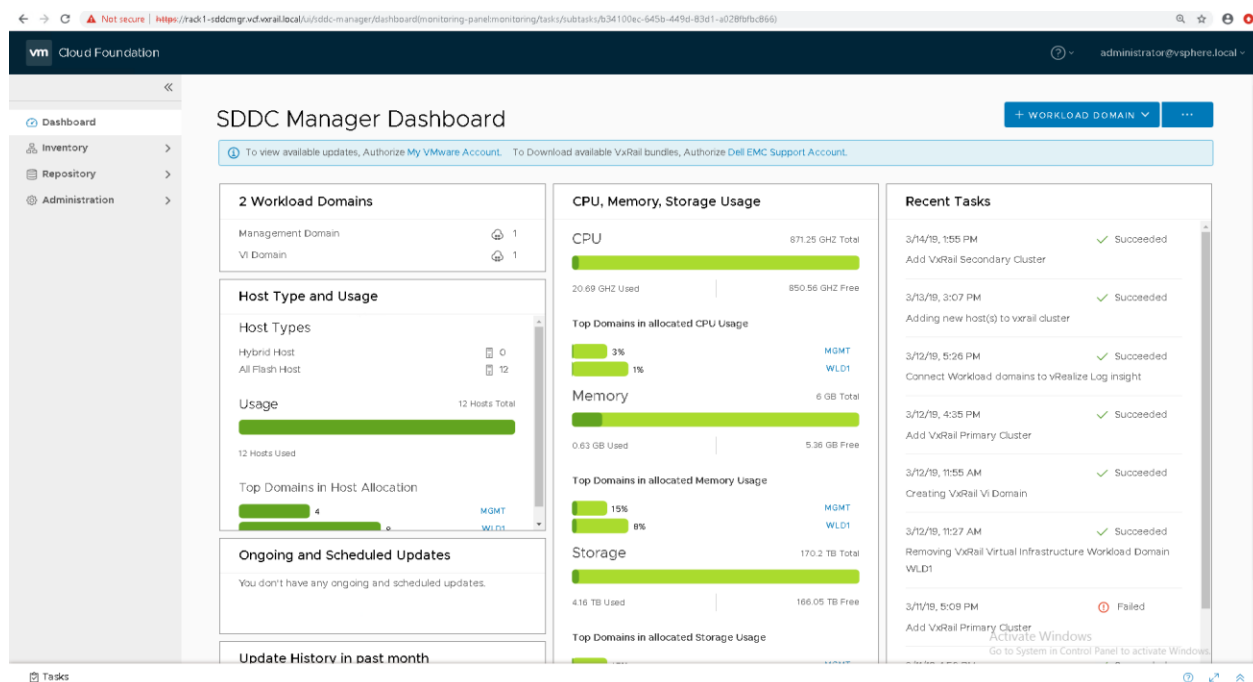 Not secure | https://rack1-sddcmgr.vcf.vxrail.local/ui/sddc-manager/dashboard(monitoring-panel:monitoring/tasks/subtasks/b34100ec-645b-449d-83d1-a028fbfbc866)
vm Cloud Foundation
administrator@vsphere.local
Dashboard
Inventory
Repository
Administration
SDDC Manager Dashboard
+ WORKLOAD DOMAIN
...
To view available updates, Authorize My VMware Account. To Download available VxRail bundles, Authorize Dell EMC Support Account.
2 Workload Domains
Management Domain 1
VI Domain 1
Host Type and Usage
Host Types
Hybrid Host 0
All Flash Host 12
Usage 12 Hosts Total
12 Hosts Used
Top Domains in Host Allocation
4 MGMT
WLD1
Ongoing and Scheduled Updates
You don't have any ongoing and scheduled updates.
Update History in past month
CPU, Memory, Storage Usage
CPU 871.25 GHZ Total
20.69 GHZ Used 850.56 GHZ Free
Top Domains in allocated CPU Usage
3% MGMT
1% WLD1
Memory 6 GB Total
0.63 GB Used 5.36 GB Free
Top Domains in allocated Memory Usage
15% MGMT
8% WLD1
Storage 170.2 TB Total
4.16 TB Used 166.05 TB Free
Top Domains in allocated Storage Usage
Recent Tasks
3/14/19, 1:55 PM Succeeded
Add VxRail Secondary Cluster
3/13/19, 3:07 PM Succeeded
Adding new host(s) to vxrail cluster
3/12/19, 5:26 PM Succeeded
Connect Workload domains to vRealize Log insight
3/12/19, 4:35 PM Succeeded
Add VxRail Primary Cluster
3/12/19, 11:55 AM Succeeded
Creating VxRail VI Domain
3/12/19, 11:27 AM Succeeded
Removing VxRail Virtual Infrastructure Workload Domain
WLD1
3/11/19, 5:09 PM Failed
Add VxRail Primary Cluster
Activate Windows
Go to System in Control Panel to activate Windows.
Tasks